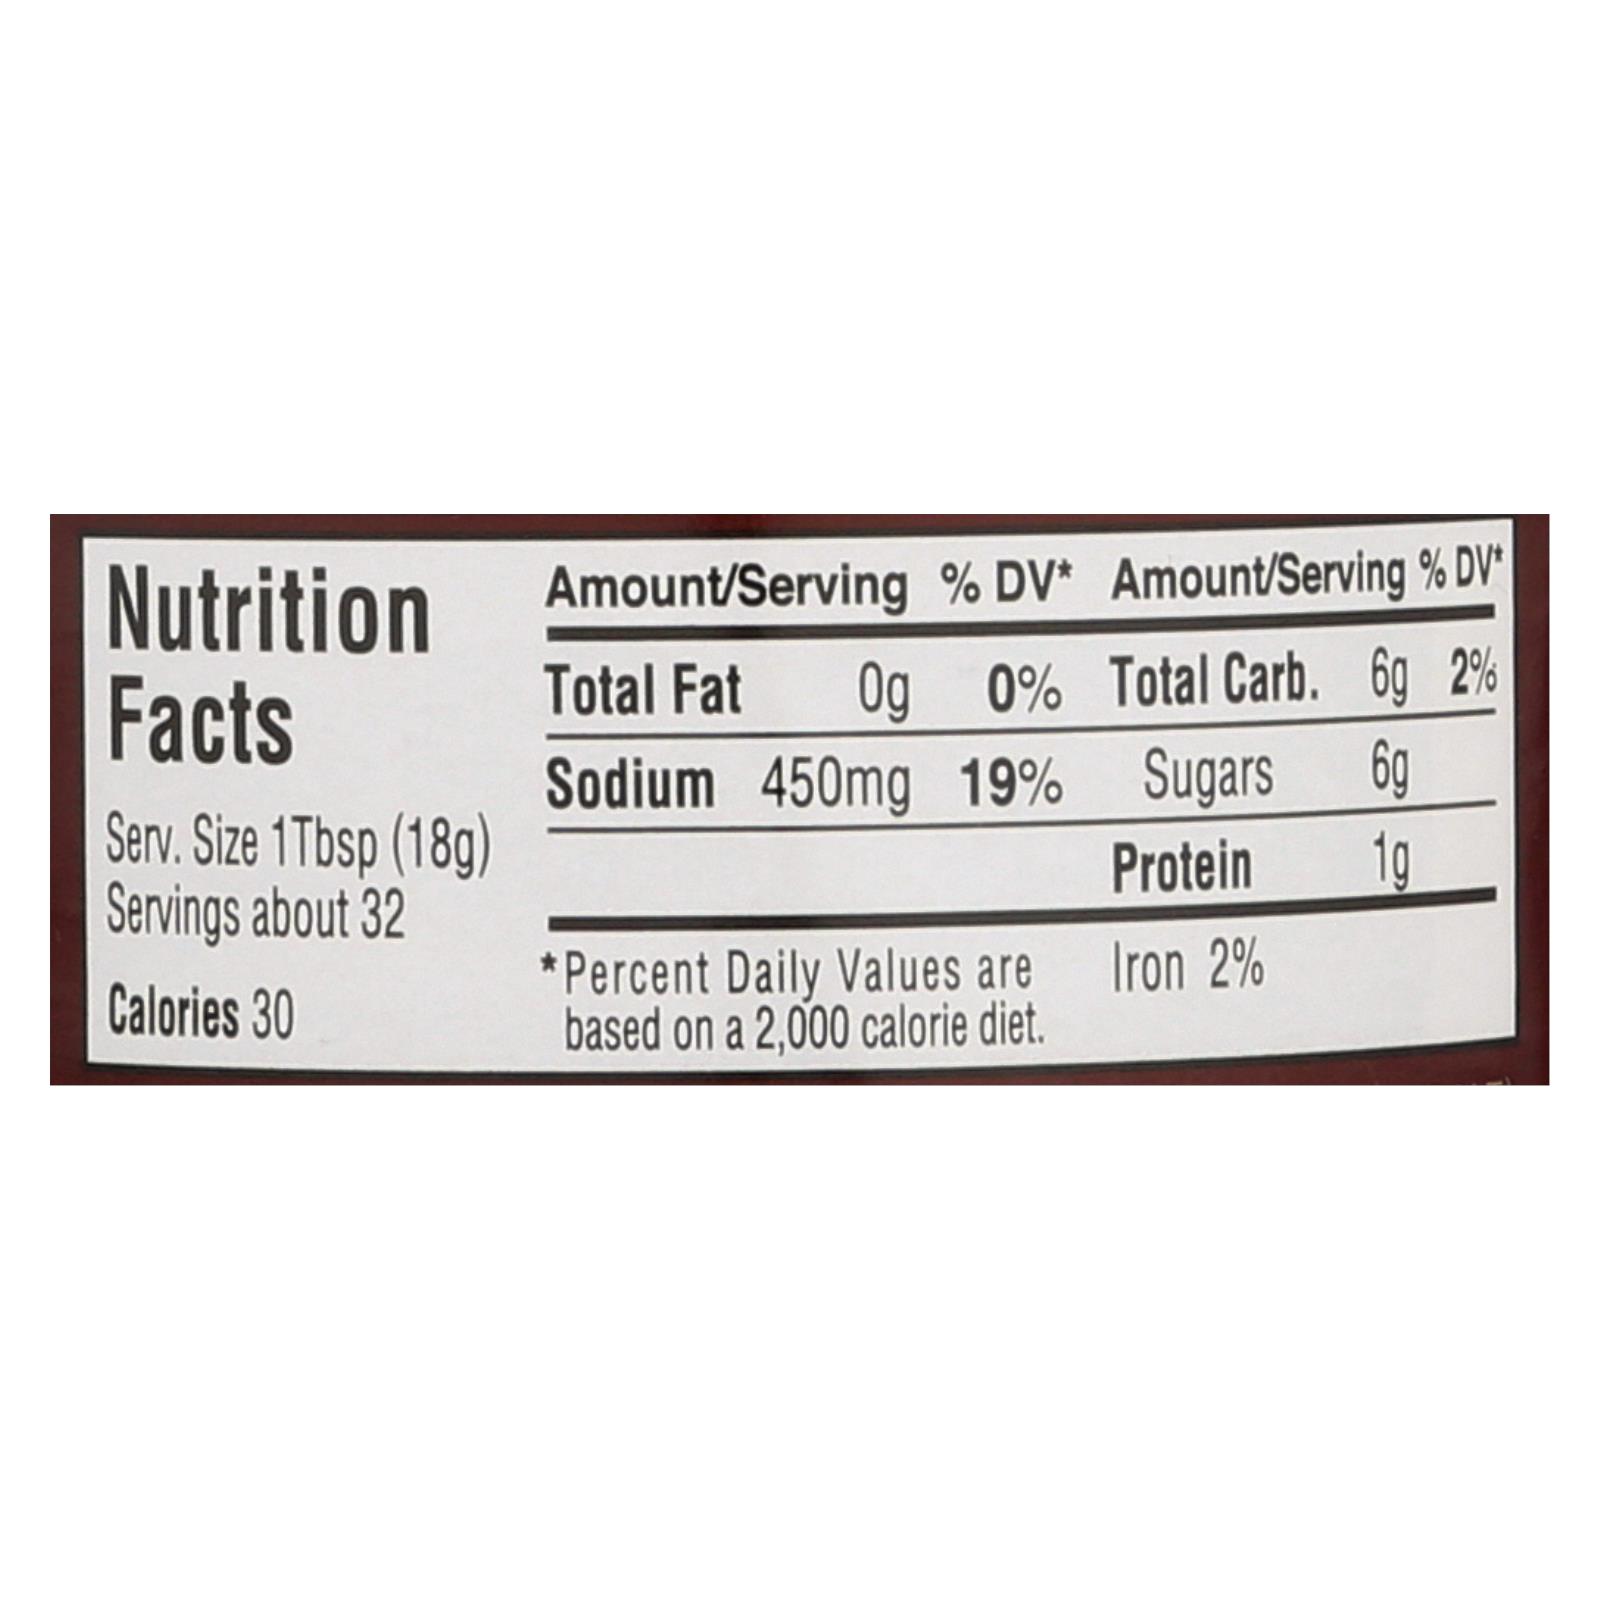 Nutrition
Facts
Serv. Size 1Tbsp (18g)
Servings about 32
Calories 30
Amount/Serving % DV* Amount/Serving % DV*
Total Fat 0g 0% Total Carb. 6g 2%
Sodium 450mg 19% Sugars 6g
Protein 1g
*Percent Daily Values are
based on a 2,000 calorie diet.
Iron 2%